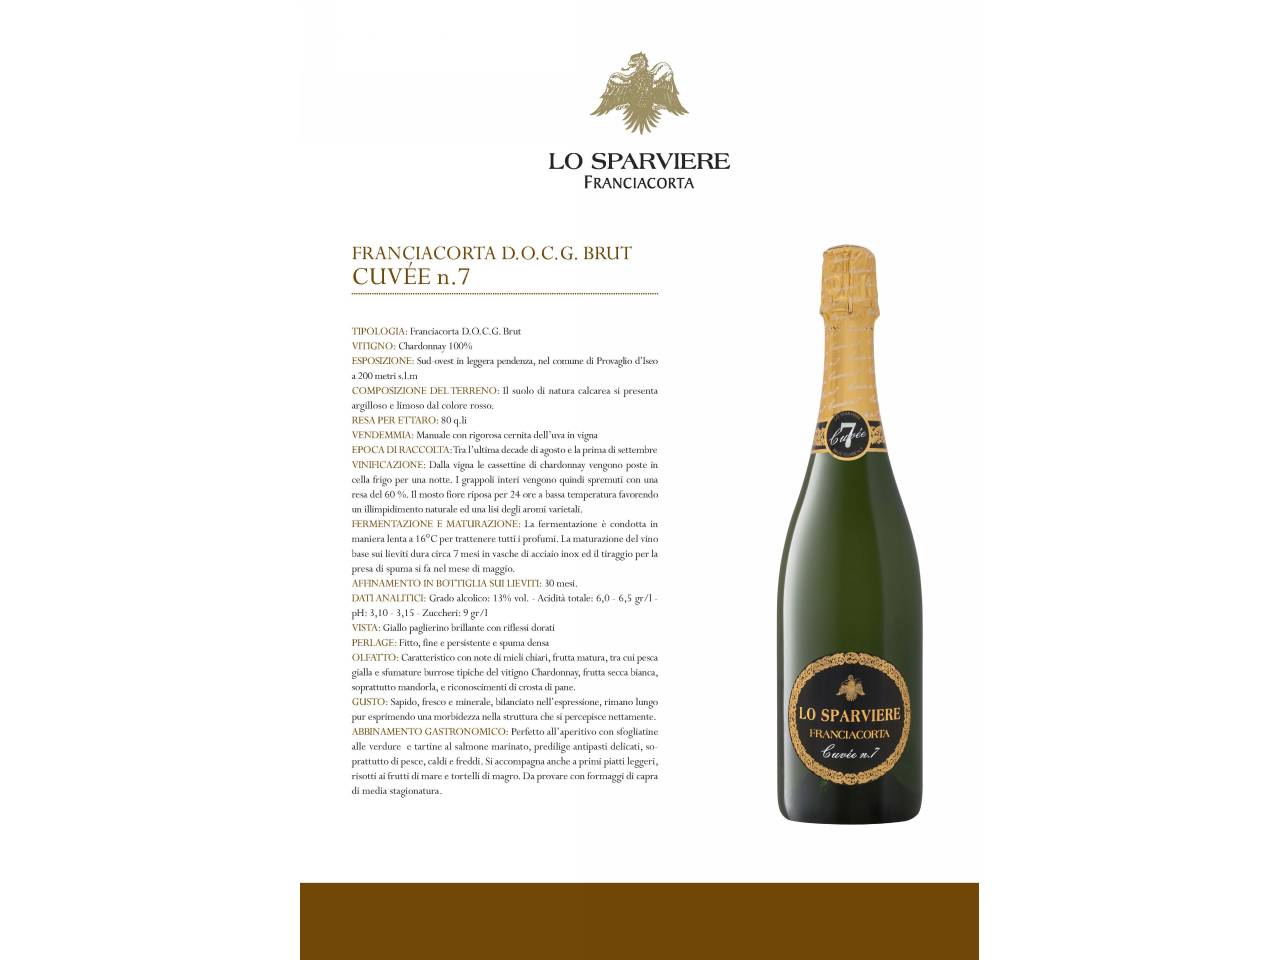 LO SPARVIERE
FRANCIACORTA
FRANCIACORTA D.O.C.G. BRUT
CUVÉE n.7
TIPOLOGIA: Franciacorta D.O.C.G. Brut
VITIGNO: Chardonnay 100%
ESPOSIZIONE: Sud-ovest in leggera pendenza, nel comune di Provaglio d'Iseo
a 200 metri s.l.m
COMPOSIZIONE DEL TERRENO: Il suolo di natura calcarea si presenta
argilloso e limoso dal colore rosso.
RESA PER ETTARO: 80 q.li
VENDEMMIA: Manuale con rigorosa cernita dell'uva in vigna
EPOCA DI RACCOLTA: Tra l'ultima decade di agosto e la prima di settembre
VINIFICAZIONE: Dalla vigna le cassettine di chardonnay vengono poste in
cella frigo per una notte. I grappoli interi vengono quindi spremuti con una
resa del 60 %. Il mosto fiore riposa per 24 ore a bassa temperatura favorendo
un illimpidimento naturale ed una lisi degli aromi varietali.
FERMENTAZIONE E MATURAZIONE: La fermentazione è condotta in
maniera lenta a 16°C per trattenere tutti i profumi. La maturazione del vino
base sui lieviti dura circa 7 mesi in vasche di acciaio inox ed il tiraggio per la
presa di spuma si fa nel mese di maggio.
AFFINAMENTO IN BOTTIGLIA SUI LIEVITI: 30 mesi.
DATI ANALITICI: Grado alcolico: 13% vol. - Acidità totale: 6,0 - 6,5 gr/l -
pH: 3,10 - 3,15 - Zuccheri: 9 gr/l
VISTA: Giallo paglierino brillante con riflessi dorati
PERLAGE: Fitto, fine e persistente e spuma densa
OLFATTO: Caratteristico con note di mieli chiari, frutta matura, tra cui pesca
gialla e sfumature burrose tipiche del vitigno Chardonnay, frutta secca bianca,
soprattutto mandorla, e riconoscimenti di crosta di pane.
GUSTO: Sapido, fresco e minerale, bilanciato nell'espressione, rimano lungo
pur esprimendo una morbidezza nella struttura che si percepisce nettamente.
ABBINAMENTO GASTRONOMICO: Perfetto all'aperitivo con sfogliatine
alle verdure e tartine al salmone marinato, predilige antipasti delicati, so-
prattutto di pesce, caldi e freddi. Si accompagna anche a primi piatti leggeri,
risotti ai frutti di mare e tortelli di magro. Da provare con formaggi di capra
di media stagionatura.
7
Cuvée
LO SPARVIERE
FRANCIACORTA
Cuvée n.7